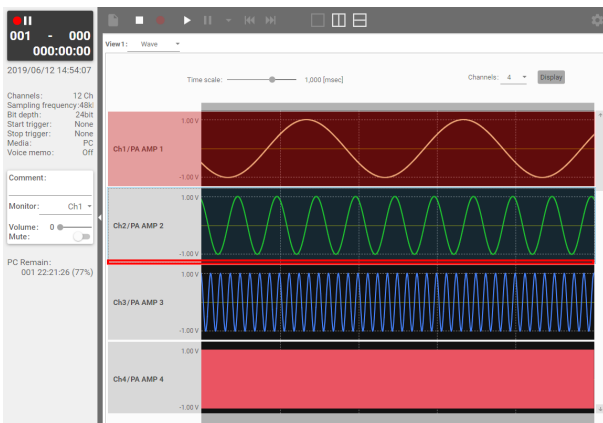 001 - 000
000:00:00
2019/06/12 14:54:07
Channels: 12 Ch
Sampling frequency:48kl
Bit depth: 24bit
Start trigger: None
Stop trigger: None
Media: PC
Voice memo: Off
Comment:
Monitor: Ch1
Volume: 0
Mute:
PC Remain:
001 22:21:26 (77%)
View1: Wave
Time scale: 1,000 [msec]
Channels: 4 Display
1.00 V
Ch1/PA AMP 1
-1.00 V
1.00 V
Ch2/PA AMP 2
-1.00 V
1.00 V
Ch3/PA AMP 3
-1.00 V
1.00 V
Ch4/PA AMP 4
-1.00 V